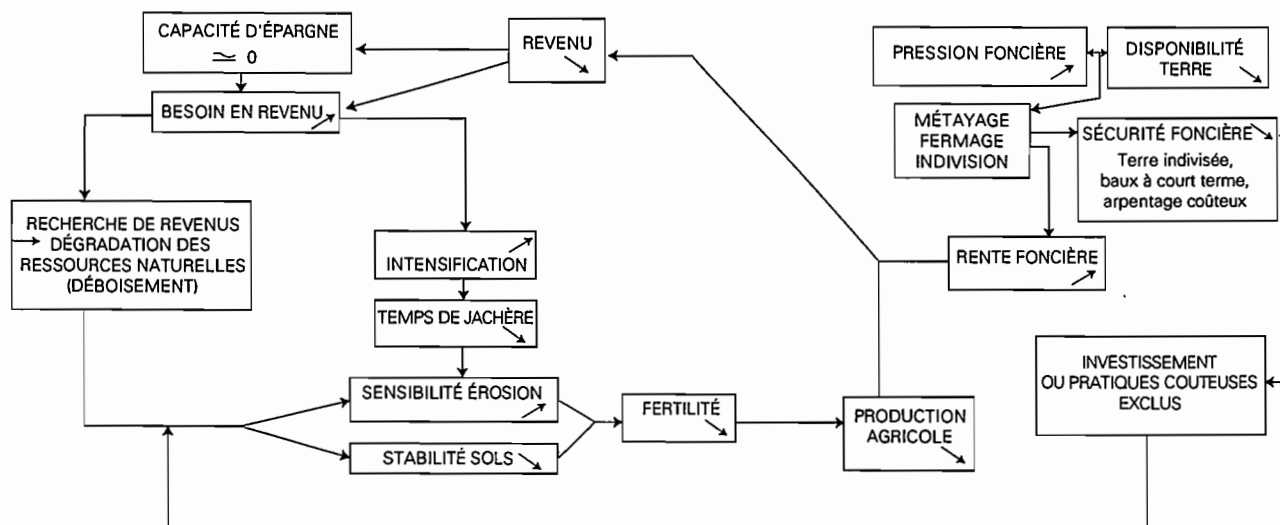 CAPACITÉ D'ÉPARGNE
≃ 0
REVENU
PRESSION FONCIÈRE
DISPONIBILITÉ
TERRE
BESOIN EN REVENU
MÉTAYAGE
FERMAGE
INDIVISION
SÉCURITÉ FONCIÈRE
Terre indivisée,
baux à court terme,
arpentage coûteux
RECHERCHE DE REVENUS
DÉGRADATION DES
RESSOURCES NATURELLES
(DÉBOISEMENT)
INTENSIFICATION
RENTE FONCIÈRE
TEMPS DE JACHÈRE
INVESTISSEMENT
OU PRATIQUES COUTEUSES
EXCLUS
SENSIBILITÉ ÉROSION
FERTILITÉ
PRODUCTION
AGRICOLE
STABILITÉ SOLS